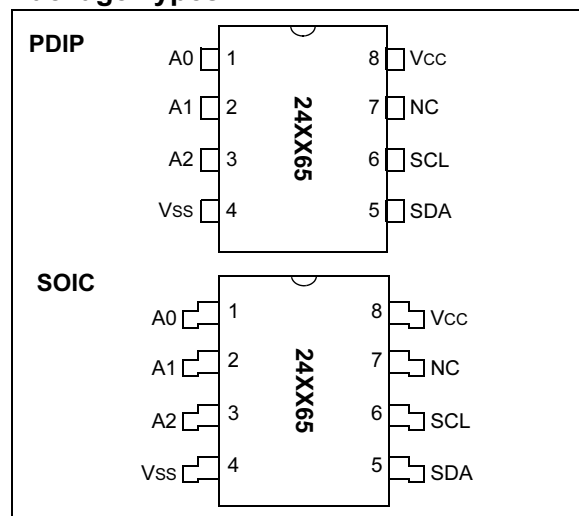 PDIP
A0 1 8 VCC
A1 2 7 NC
A2 3 6 SCL
VSS 4 5 SDA
24XX65
SOIC
A0 1 8 VCC
A1 2 7 NC
A2 3 6 SCL
VSS 4 5 SDA
24XX65